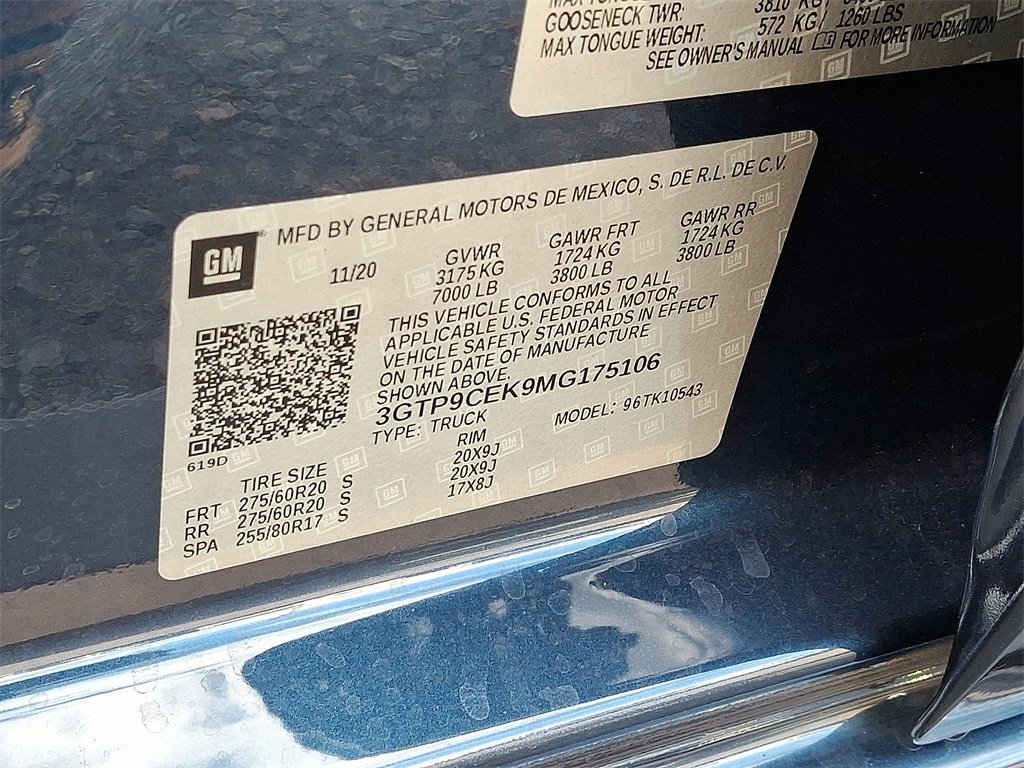 GOOSENECK TWR:
572 KG/ 1260 LBS
MAX TONGUE WEIGHT:
SEE OWNER'S MANUAL FOR MORE INFORMATION
MFD BY GENERAL MOTORS DE MEXICO, S. DE R.L. DE C.V.
GM
11/20
GVWR GAWR FRT GAWR RR
3175 KG 1724 KG 1724 KG
7000 LB 3800 LB 3800 LB
THIS VEHICLE CONFORMS TO ALL
APPLICABLE U.S. FEDERAL MOTOR
VEHICLE SAFETY STANDARDS IN EFFECT
ON THE DATE OF MANUFACTURE
SHOWN ABOVE.
3GTP9CEK9MG175106
TYPE: TRUCK MODEL: 96TK10543
619D
TIRE SIZE RIM
FRT 275/60R20 S 20X9J
RR 275/60R20 S 20X9J
SPA 255/80R17 S 17X8J